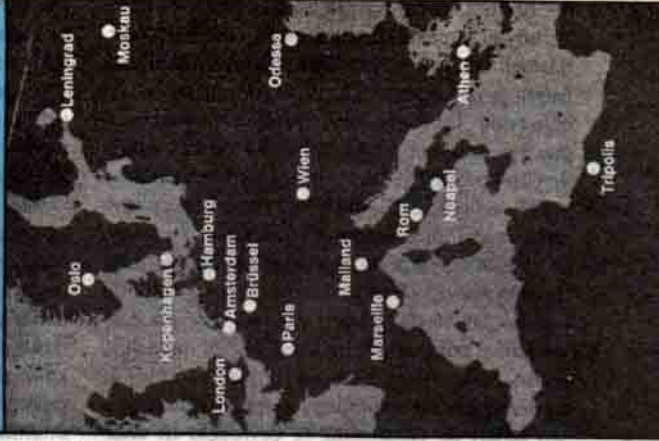 Leningrad
Moskau
Oslo
Kopenhagen
Hamburg
Amsterdam
Brüssel
London
Paris
Wien
Odessa
Mailand
Marseille
Rom
Neapel
Athen
Tripolis